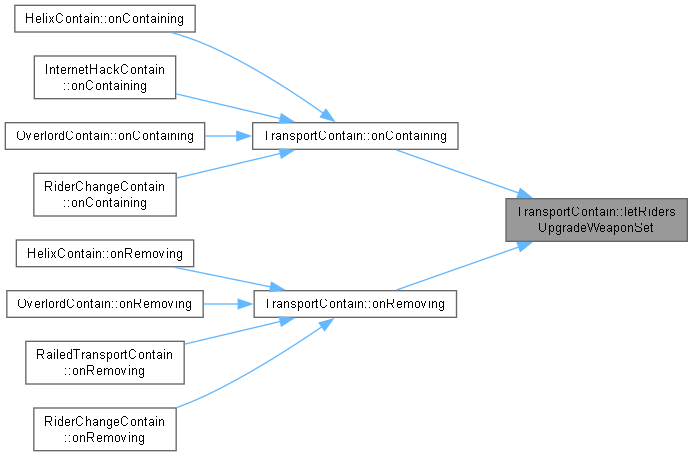 HelixContain::onContaining
InternetHackContain
::onContaining
OverlordContain::onContaining
RiderChangeContain
::onContaining
TransportContain::onContaining
TransportContain::letRiders
UpgradeWeaponSet
HelixContain::onRemoving
OverlordContain::onRemoving
RailedTransportContain
::onRemoving
RiderChangeContain
::onRemoving
TransportContain::onRemoving